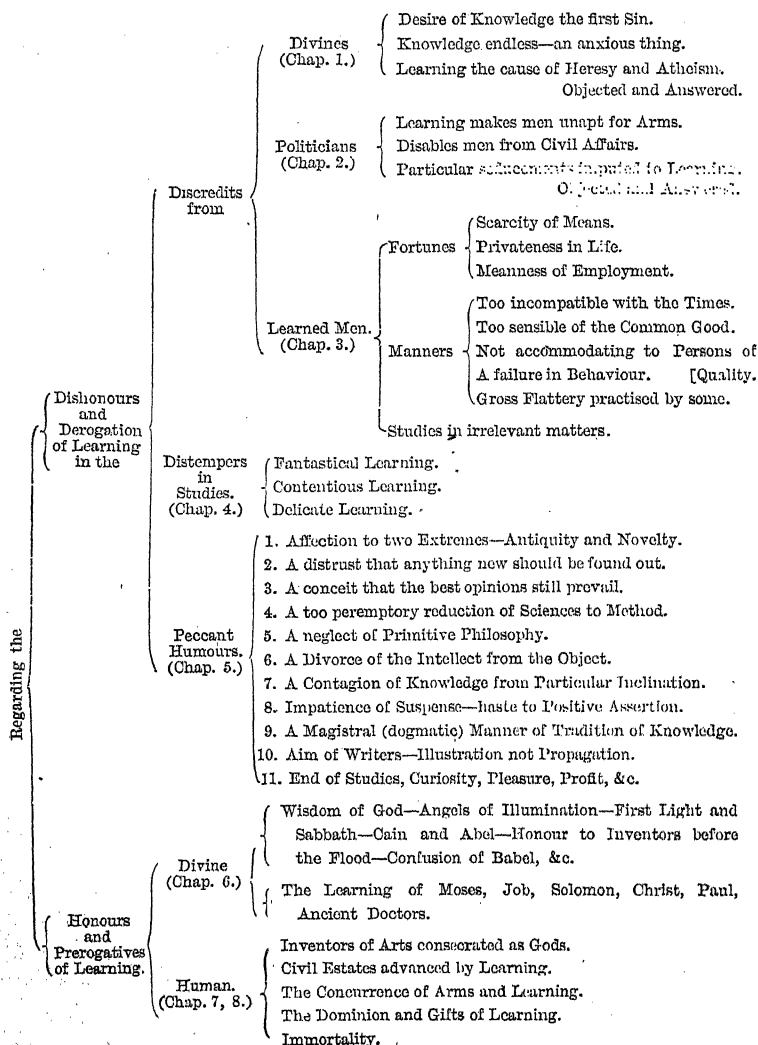 Regarding the
Dishonours
and
Derogation
of Learning
in the
Discredits
from
Divines
(Chap. 1.)
Desire of Knowledge the first Sin.
Knowledge endless—an anxious thing.
Learning the cause of Heresy and Atheism.
Objected and Answered.
Politicians
(Chap. 2.)
Learning makes men unapt for Arms.
Disables men from Civil Affairs.
Particular seducements imputed to Learning.
Objected and Answered.
Learned Men.
(Chap. 3.)
Fortunes
Scarcity of Means.
Privateness in Life.
Meanness of Employment.
Manners
Too incompatible with the Times.
Too sensible of the Common Good.
Not accommodating to Persons of
A failure in Behaviour. [Quality.
Gross Flattery practised by some.
Studies in irrelevant matters.
Distempers
in
Studies.
(Chap. 4.)
Fantastical Learning.
Contentious Learning.
Delicate Learning.
Peccant
Humours.
(Chap. 5.)
1. Affection to two Extremes—Antiquity and Novelty.
2. A distrust that anything new should be found out.
3. A conceit that the best opinions still prevail.
4. A too peremptory reduction of Sciences to Method.
5. A neglect of Primitive Philosophy.
6. A Divorce of the Intellect from the Object.
7. A Contagion of Knowledge from Particular Inclination.
8. Impatience of Suspense—haste to Positive Assertion.
9. A Magistral (dogmatic) Manner of Tradition of Knowledge.
10. Aim of Writers—Illustration not Propagation.
11. End of Studies, Curiosity, Pleasure, Profit, &c.
Honours
and
Prerogatives
of Learning.
Divine
(Chap. 6.)
Wisdom of God—Angels of Illumination—First Light and
Sabbath—Cain and Abel—Honour to Inventors before
the Flood—Confusion of Babel, &c.
The Learning of Moses, Job, Solomon, Christ, Paul,
Ancient Doctors.
Human.
(Chap. 7, 8.)
Inventors of Arts consecrated as Gods.
Civil Estates advanced by Learning.
The Concurrence of Arms and Learning.
The Dominion and Gifts of Learning.
Immortality.